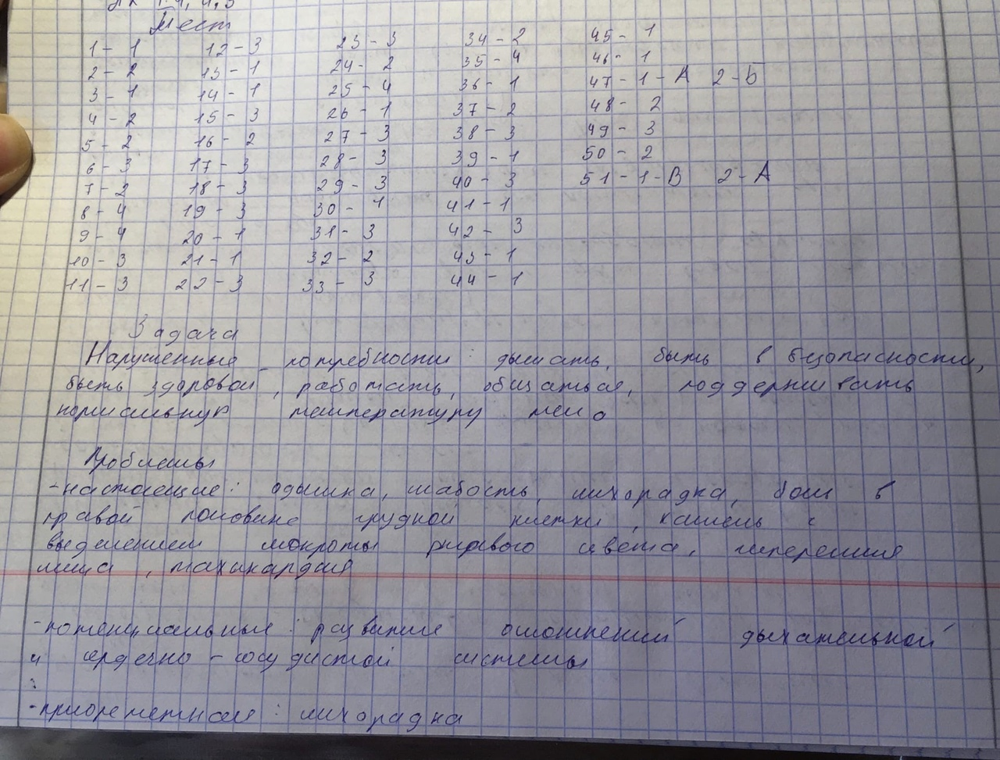 ПК 1.4, 4.3
Тест
1 - 1 12 - 3 23 - 3 34 - 2 45 - 1
2 - 2 13 - 1 24 - 2 35 - 4 46 - 1
3 - 1 14 - 1 25 - 4 36 - 1 47 - 1 - А 2 - Б
4 - 2 15 - 3 26 - 1 37 - 2 48 - 2
5 - 2 16 - 2 27 - 3 38 - 3 49 - 3
6 - 3 17 - 3 28 - 3 39 - 1 50 - 2
7 - 2 18 - 3 29 - 3 40 - 3 51 - 1 - В 2 - А
8 - 4 19 - 3 30 - 1 41 - 1
9 - 4 20 - 1 31 - 3 42 - 3
10 - 3 21 - 1 32 - 2 43 - 1
11 - 3 22 - 3 33 - 3 44 - 1
Задача
Нарушенные потребности: дышать, быть в безопасности,
быть здоровой, работать, общаться, поддерживать
нормальную температуру тела
Проблемы
- настоящие: одышка, слабость, лихорадка, боли в
правой половине грудной клетки, кашель с
выделением мокроты ржавого цвета, гиперемия
лица, тахикардия
- потенциальные: развитие осложнений дыхательной
и сердечно - сосудистой системы
- приорететная: лихорадка